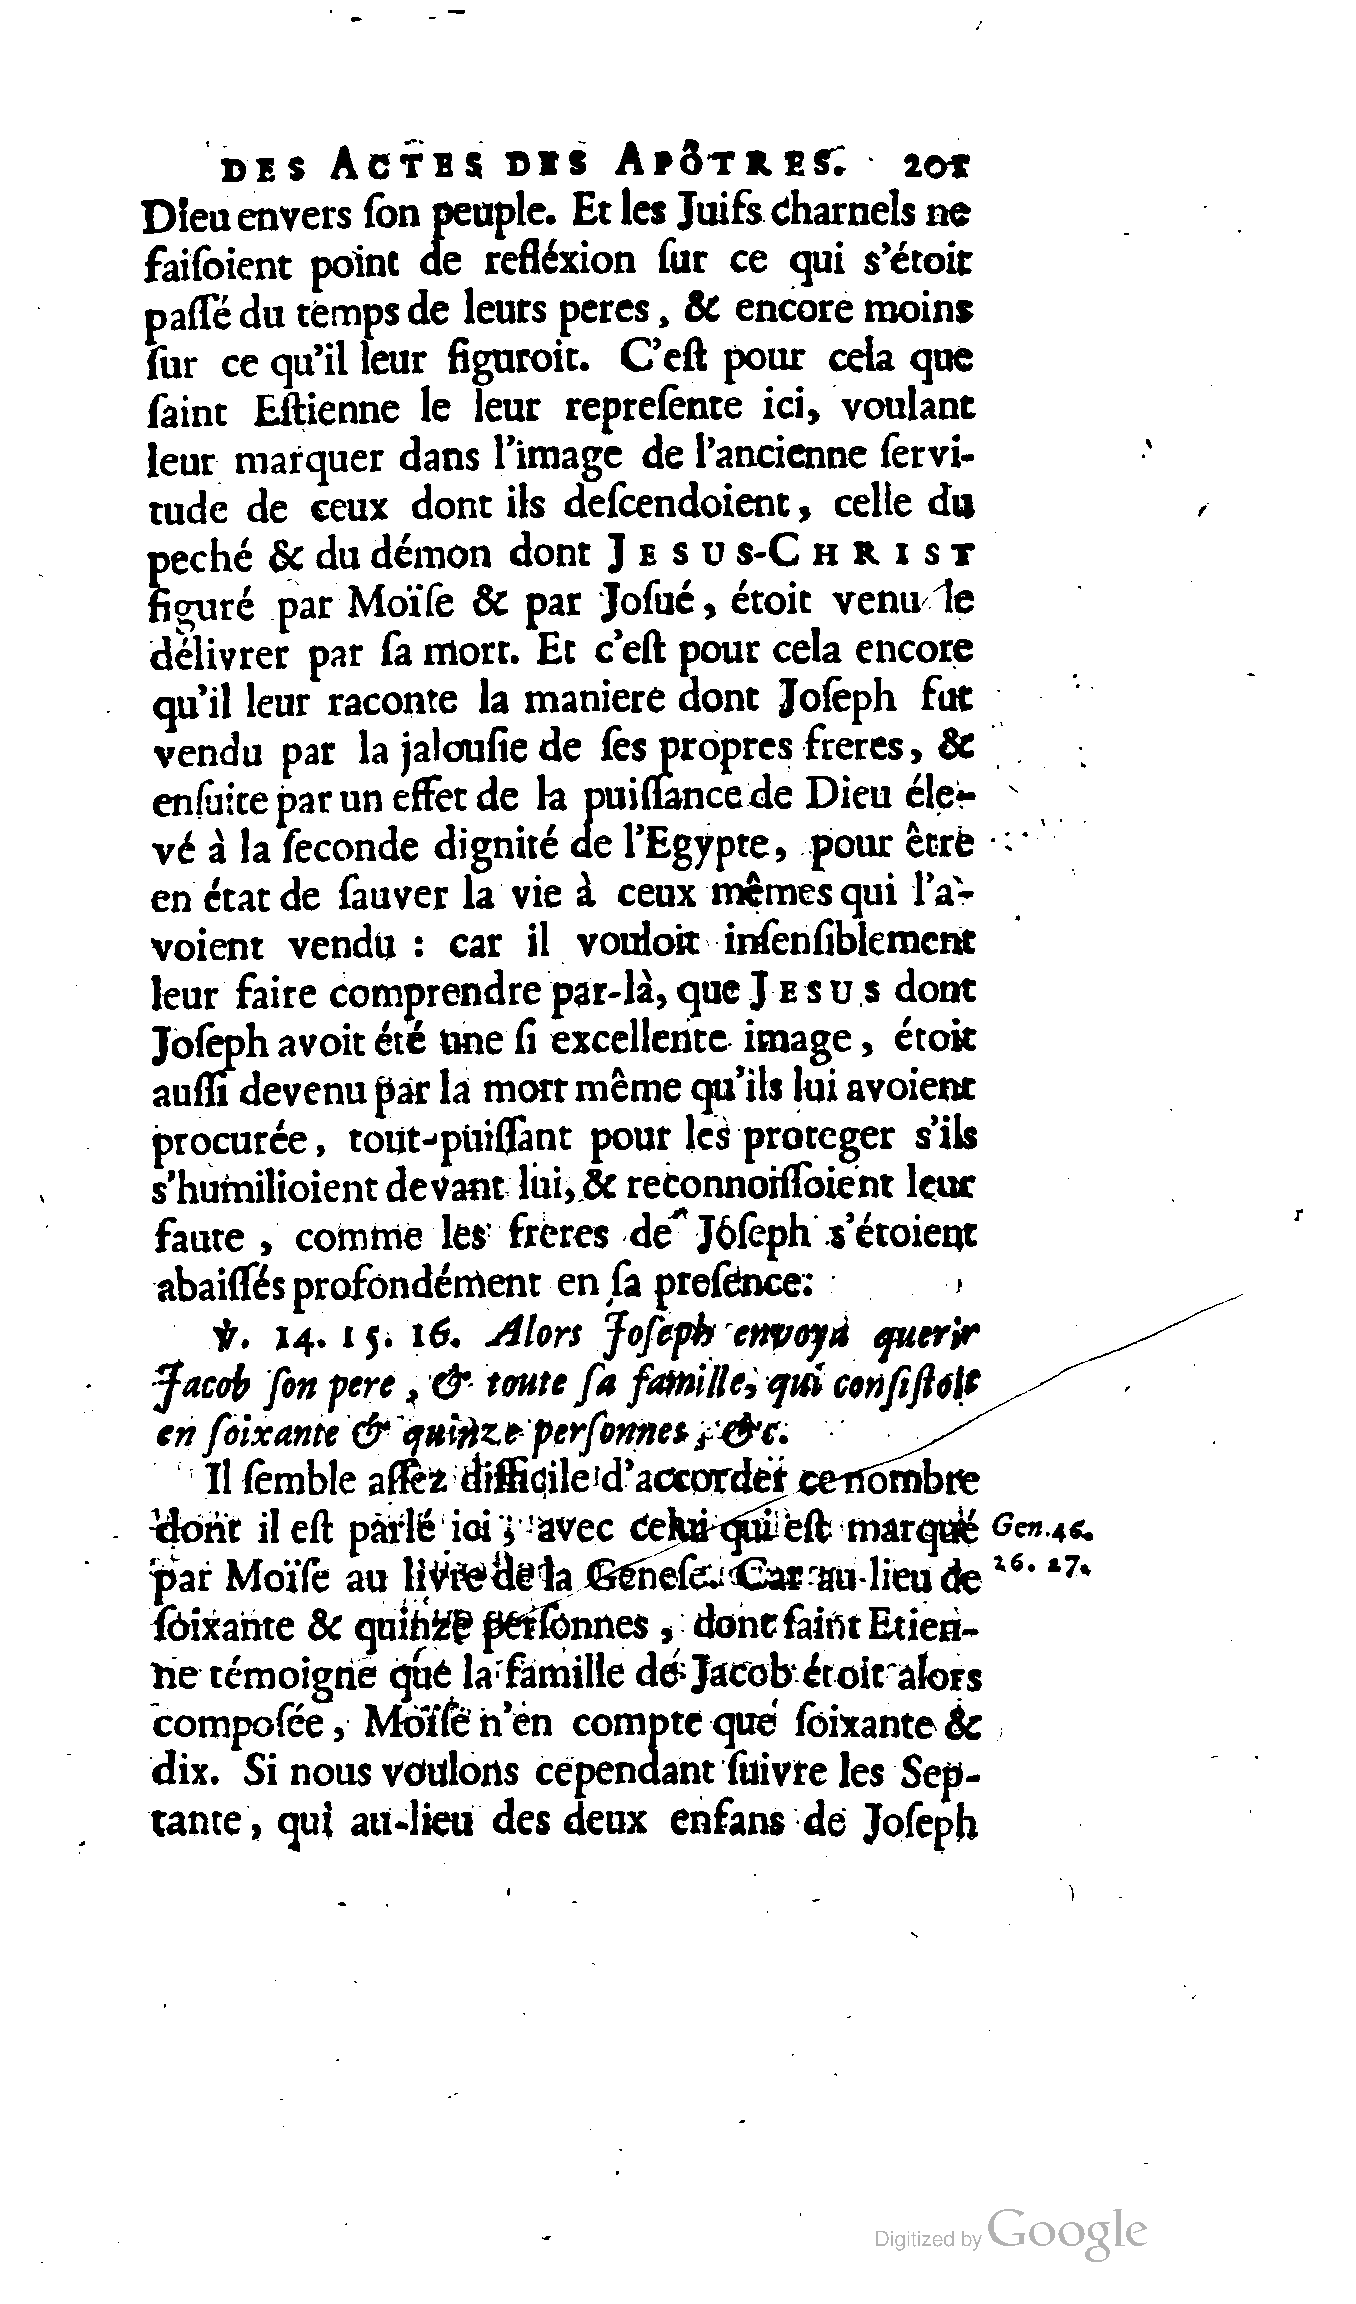 DES ACTES DES APÔTRES. 201
Dieu envers ſon peuple. Et les Juifs charnels ne
faiſoient point de refléxion ſur ce qui s'étoit
paſſé du temps de leurs peres, & encore moins
ſur ce qu'il leur figuroit. C'eſt pour cela que
ſaint Eſtienne le leur repreſente ici, voulant
leur marquer dans l'image de l'ancienne ſervi-
tude de ceux dont ils deſcendoient, celle du
peché & du démon dont JESUS-CHRIST
figuré par Moïſe & par Joſué, étoit venu le
délivrer par ſa mort. Et c'eſt pour cela encore
qu'il leur raconte la maniere dont Joſeph fut
vendu par la jalouſie de ſes propres freres, &
enſuite par un effet de la puiſſance de Dieu éle-
vé à la ſeconde dignité de l'Egypte, pour être
en état de ſauver la vie à ceux mêmes qui l'a-
voient vendu : car il vouloit inſenſiblement
leur faire comprendre par-là, que JESUS dont
Joſeph avoit été une ſi excellente image, étoit
auſſi devenu par la mort même qu'ils lui avoient
procurée, tout-puiſſant pour les proteger s'ils
s'humilioient devant lui, & reconnoiſſoient leur
faute, comme les freres de Joſeph s'étoient
abaiſſés profondément en ſa preſence.
℣. 14. 15. 16. Alors Joſeph envoya querir
Jacob ſon pere, & toute ſa famille, qui conſiſtoit
en ſoixante & quinze perſonnes, &c.
Il ſemble aſſez difficile d'accorder ce nombre
dont il eſt parlé ici, avec celui qui eſt marqué
par Moïſe au livre de la Geneſe. Car au-lieu de
ſoixante & quinze perſonnes, dont ſaint Etien-
ne témoigne que la famille de Jacob étoit alors
compoſée, Moïſe n'en compte que ſoixante &
dix. Si nous voulons cependant ſuivre les Sep-
tante, qui au-lieu des deux enfans de Joſeph
Gen. 46.
26. 27.
Digitized by Google